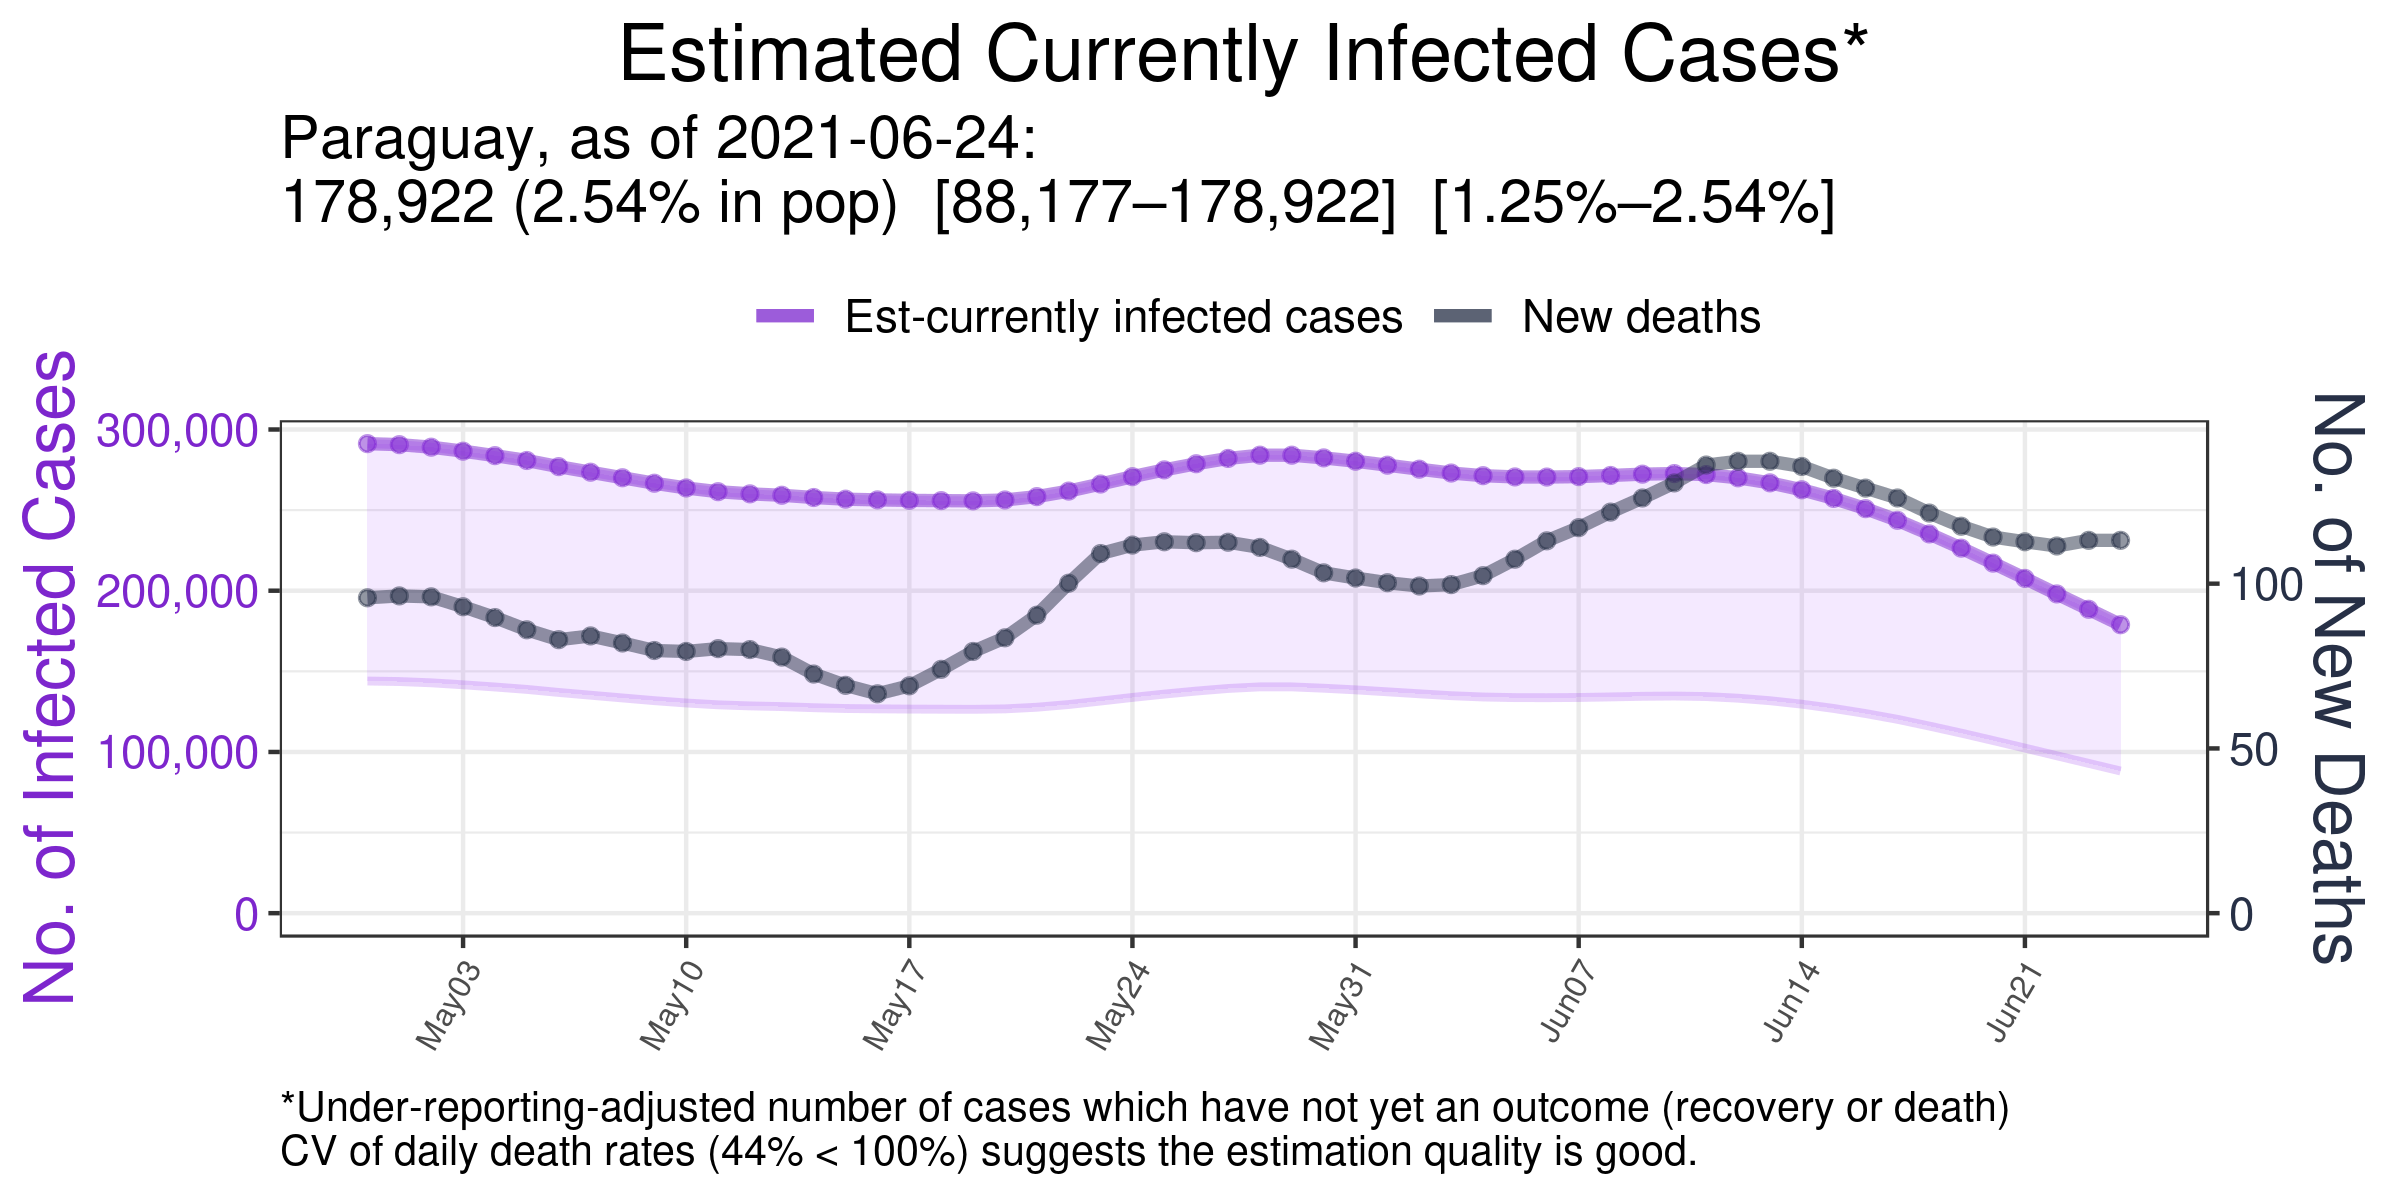 Estimated Currently Infected Cases*
Paraguay, as of 2021-06-24:
178,922 (2.54% in pop)  [88,177–178,922]  [1.25%–2.54%]
Est-currently infected cases
New deaths
No. of Infected Cases
300,000
200,000
100,000
0
No. of New Deaths
100
50
0
May03
May10
May17
May24
May31
Jun07
Jun14
Jun21
*Under-reporting-adjusted number of cases which have not yet an outcome (recovery or death)
CV of daily death rates (44% < 100%) suggests the estimation quality is good.